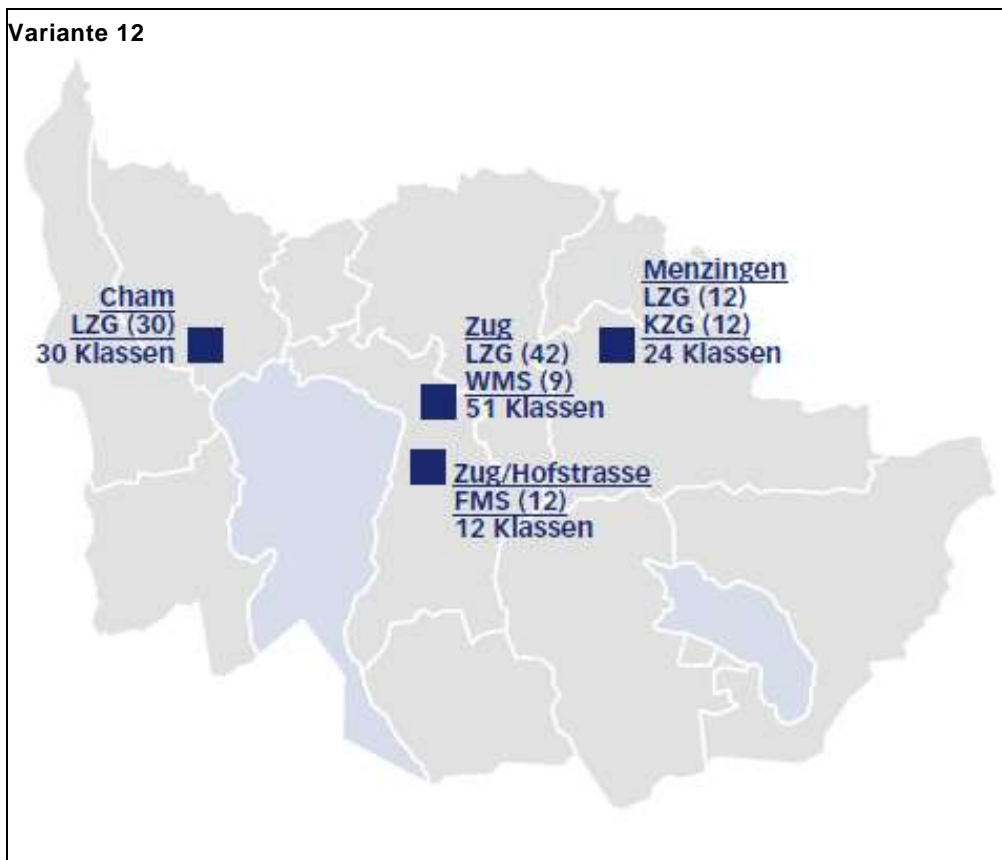 Variante 12
Cham
LZG (30)
30 Klassen
Zug
LZG (42)
WMS (9)
51 Klassen
Menzingen
LZG (12)
KZG (12)
24 Klassen
Zug/Hofstrasse
FMS (12)
12 Klassen